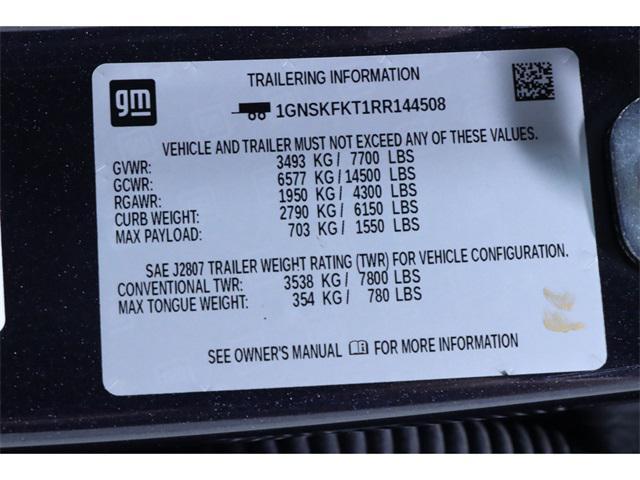 gm
TRAILERING INFORMATION
1GNSKFKT1RR144508
VEHICLE AND TRAILER MUST NOT EXCEED ANY OF THESE VALUES.
GVWR: 3493 KG/ 7700 LBS
GCWR: 6577 KG/ 14500 LBS
RGAWR: 1950 KG/ 4300 LBS
CURB WEIGHT: 2790 KG/ 6150 LBS
MAX PAYLOAD: 703 KG/ 1550 LBS
SAE J2807 TRAILER WEIGHT RATING (TWR) FOR VEHICLE CONFIGURATION.
CONVENTIONAL TWR: 3538 KG/ 7800 LBS
MAX TONGUE WEIGHT: 354 KG/ 780 LBS
SEE OWNER'S MANUAL FOR MORE INFORMATION